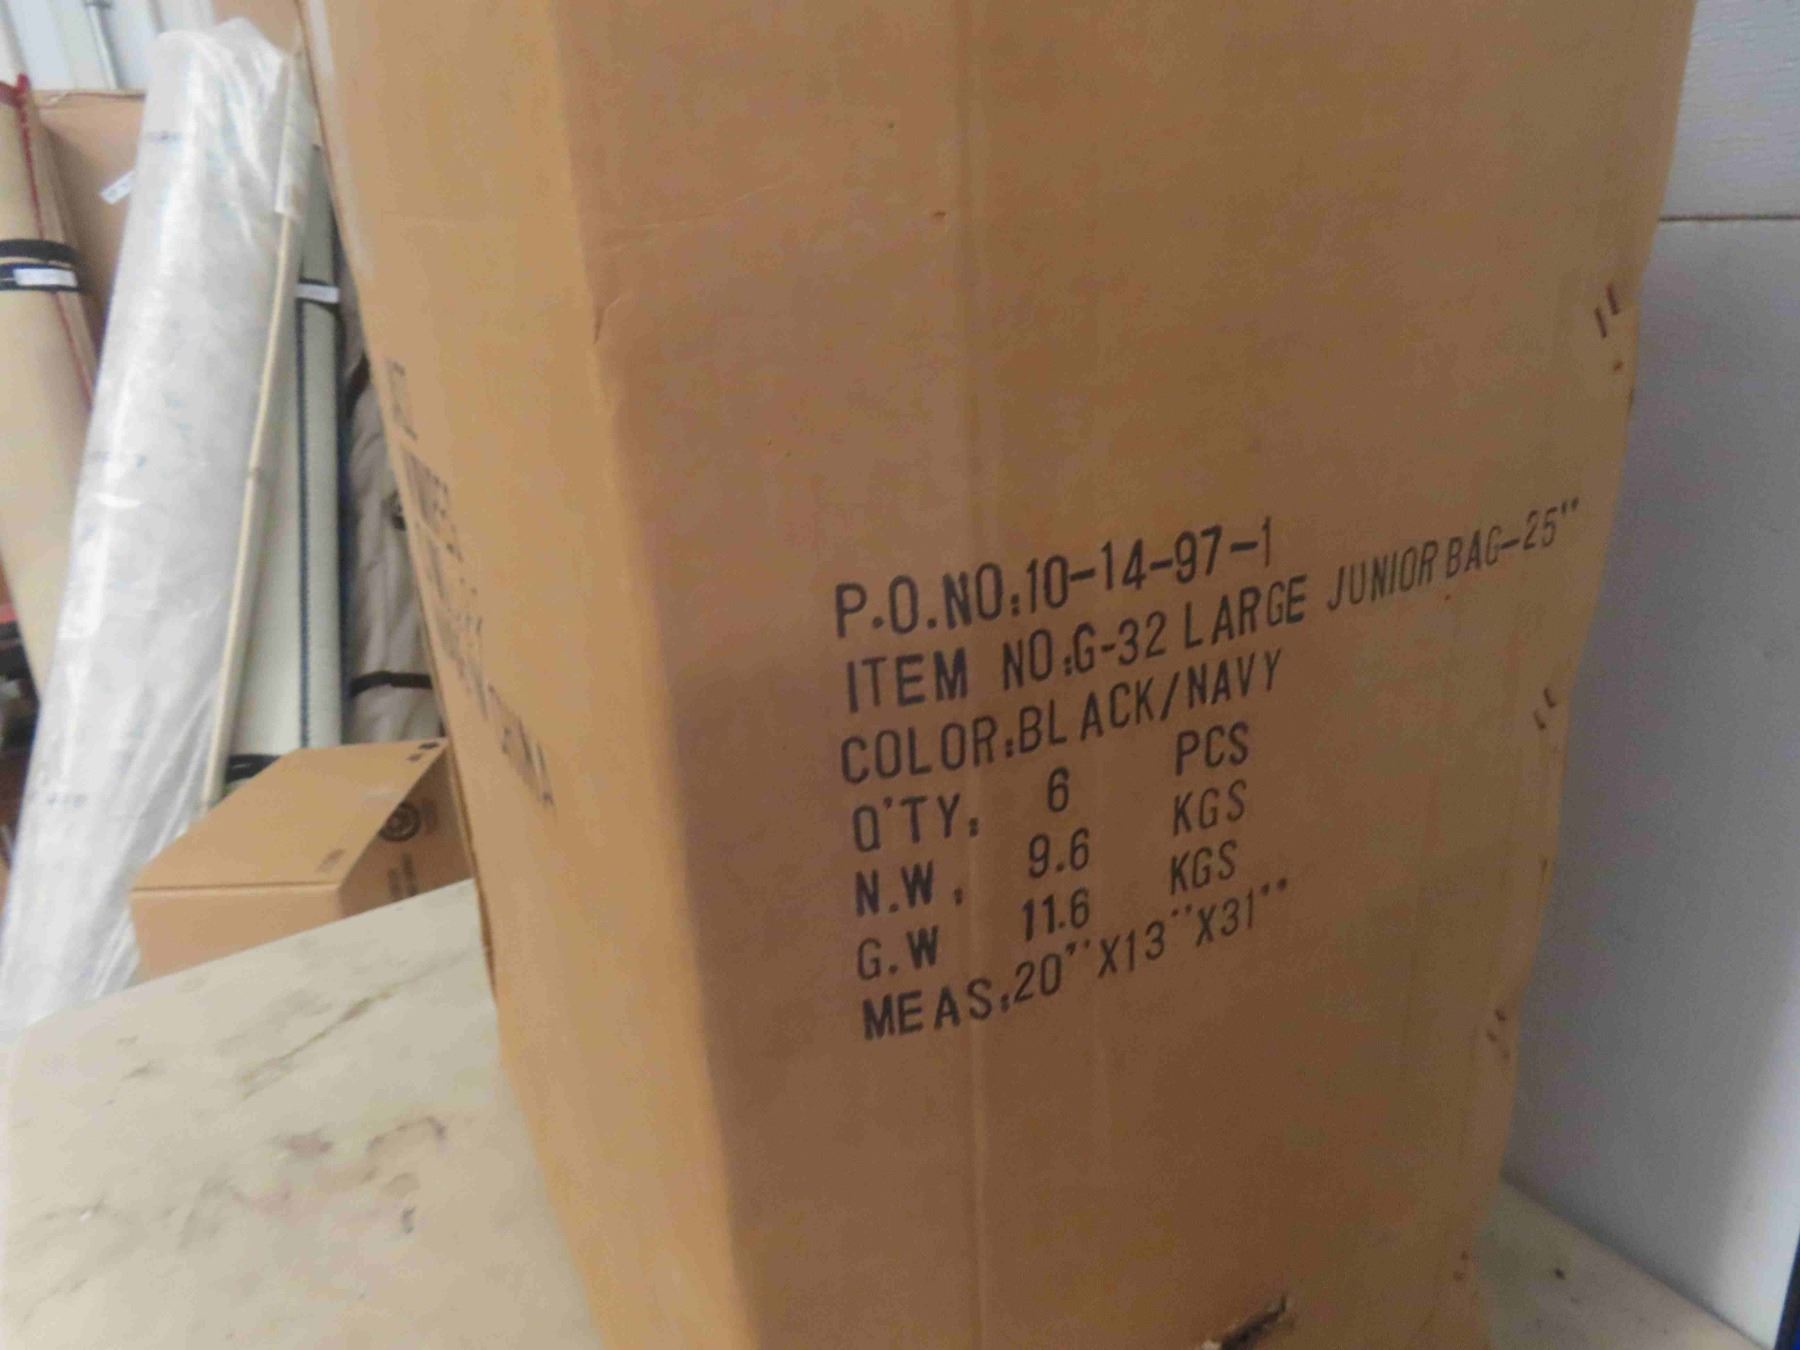 P.O.NO:10-14-97-1
ITEM NO:G-32 LARGE JUNIOR BAG-25"
COLOR:BLACK/NAVY
Q'TY: 6 PCS
N.W: 9.6 KGS
G.W 11.6 KGS
MEAS:20"X13"X31"
CHINA